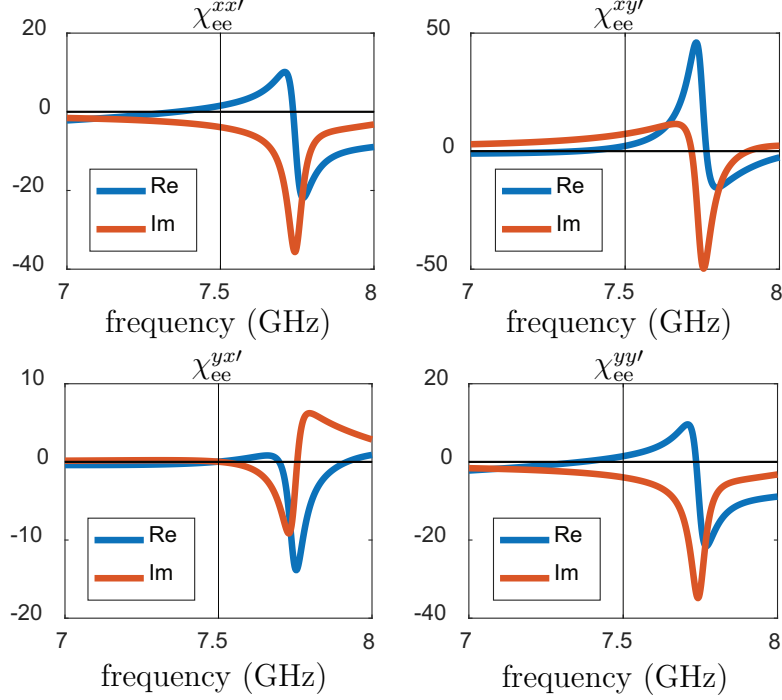 χ_ee^xx′
20
0
-20
-40
Re
Im
7
7.5
8
frequency (GHz)
χ_ee^xy′
50
0
-50
Re
Im
7
7.5
8
frequency (GHz)
χ_ee^yx′
10
0
-10
-20
Re
Im
7
7.5
8
frequency (GHz)
χ_ee^yy′
20
0
-20
-40
Re
Im
7
7.5
8
frequency (GHz)